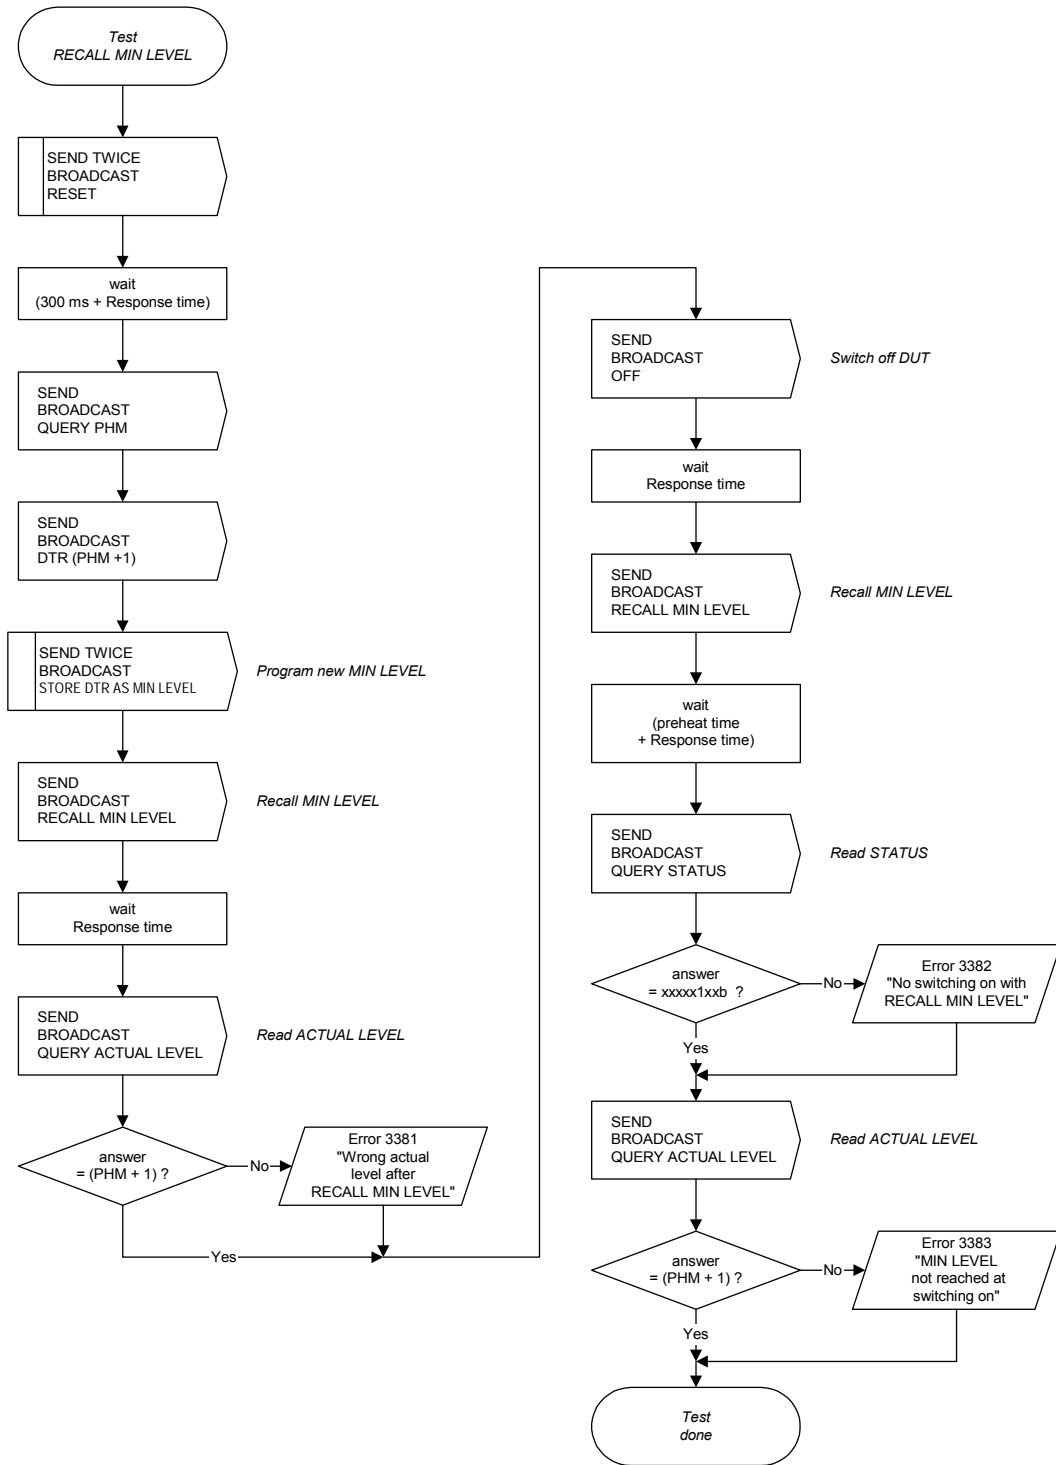 Test
RECALL MIN LEVEL
SEND TWICE
BROADCAST
RESET
wait
(300 ms + Response time)
SEND
BROADCAST
QUERY PHM
SEND
BROADCAST
DTR (PHM +1)
SEND TWICE
BROADCAST
STORE DTR AS MIN LEVEL
Program new MIN LEVEL
SEND
BROADCAST
RECALL MIN LEVEL
Recall MIN LEVEL
wait
Response time
SEND
BROADCAST
QUERY ACTUAL LEVEL
Read ACTUAL LEVEL
answer
= (PHM + 1) ?
No
Error 3381
"Wrong actual
level after
RECALL MIN LEVEL"
Yes
SEND
BROADCAST
OFF
Switch off DUT
wait
Response time
SEND
BROADCAST
RECALL MIN LEVEL
Recall MIN LEVEL
wait
(preheat time
+ Response time)
SEND
BROADCAST
QUERY STATUS
Read STATUS
answer
= xxxxx1xxb ?
No
Error 3382
"No switching on with
RECALL MIN LEVEL"
Yes
SEND
BROADCAST
QUERY ACTUAL LEVEL
Read ACTUAL LEVEL
answer
= (PHM + 1) ?
No
Error 3383
"MIN LEVEL
not reached at
switching on"
Yes
Test
done